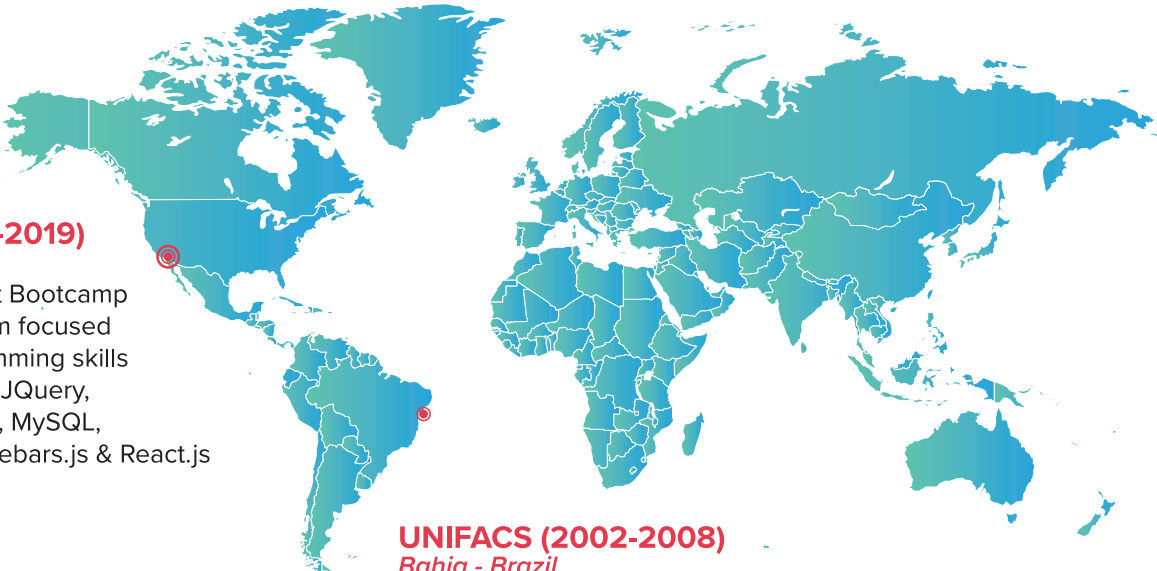 -2019)
t Bootcamp
m focused
mming skills
JQuery,
, MySQL,
ebars.js & React.js
UNIFACS (2002-2008)
Bahia - Brazil